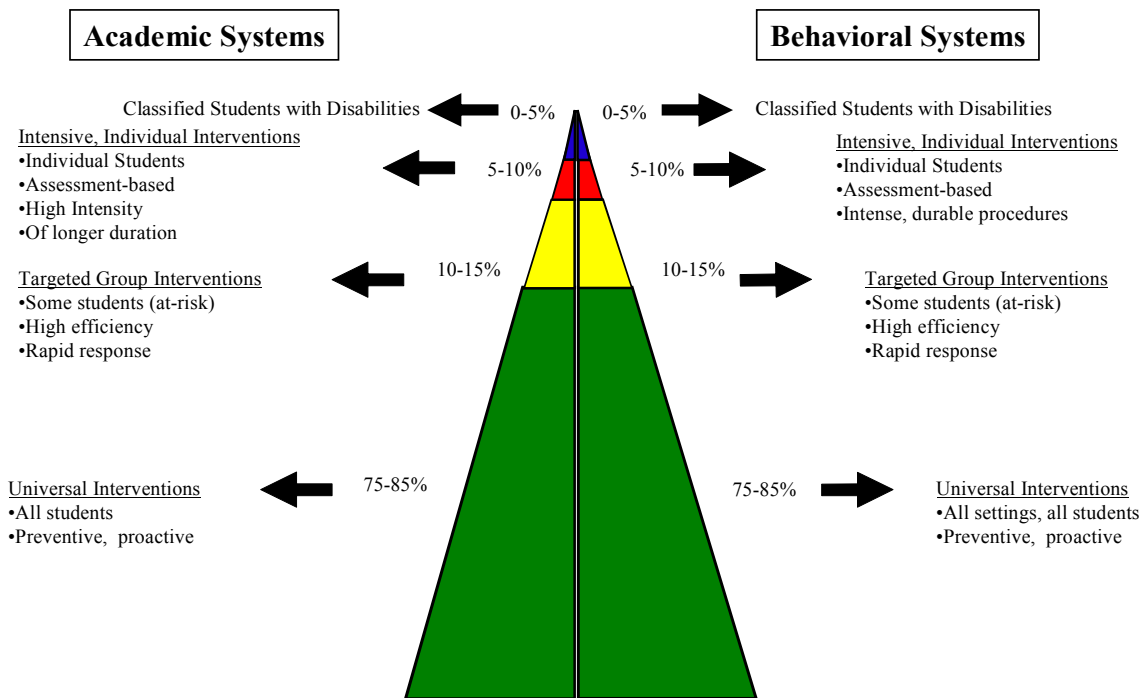 Academic Systems
Behavioral Systems
Classified Students with Disabilities
0-5%
0-5%
Classified Students with Disabilities
Intensive, Individual Interventions
•Individual Students
•Assessment-based
•High Intensity
•Of longer duration
5-10%
5-10%
Intensive, Individual Interventions
•Individual Students
•Assessment-based
•Intense, durable procedures
Targeted Group Interventions
•Some students (at-risk)
•High efficiency
•Rapid response
10-15%
10-15%
Targeted Group Interventions
•Some students (at-risk)
•High efficiency
•Rapid response
Universal Interventions
•All students
•Preventive,  proactive
75-85%
75-85%
Universal Interventions
•All settings, all students
•Preventive,  proactive